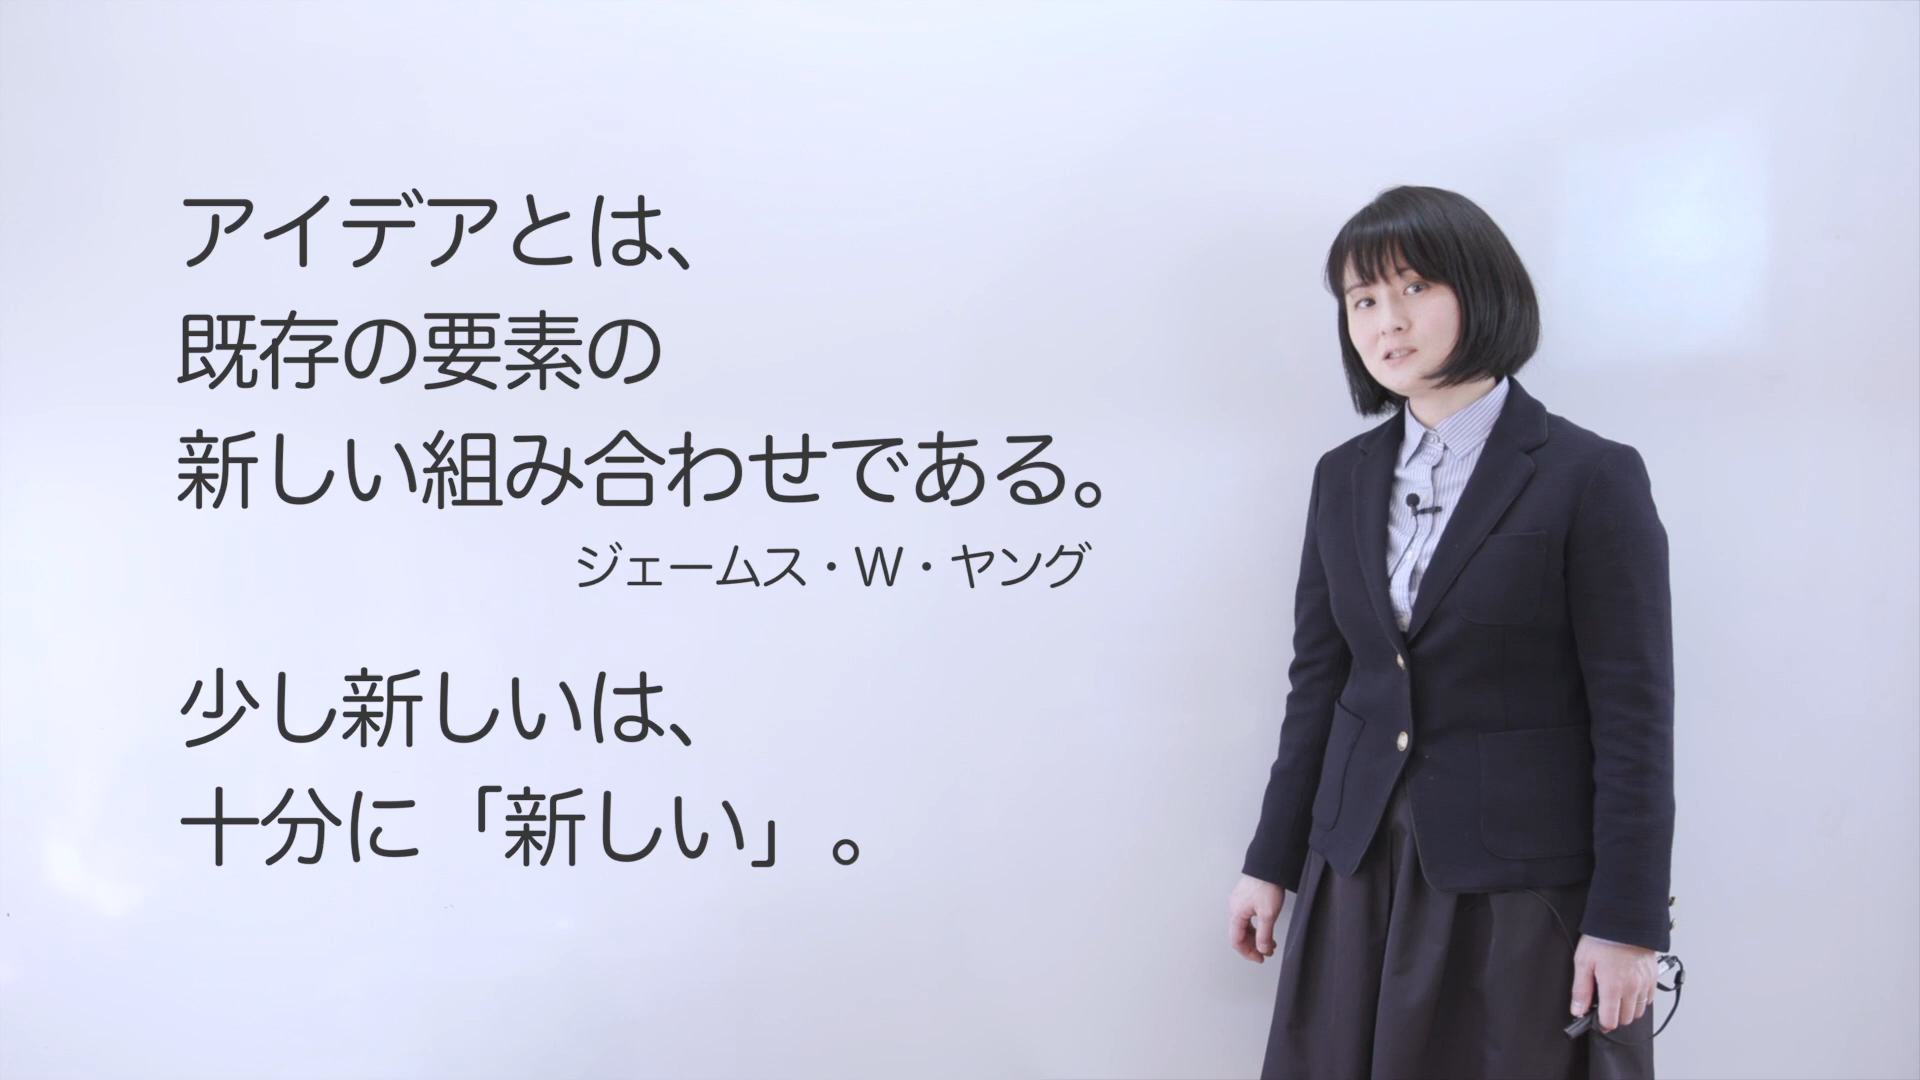 アイデアとは、
既存の要素の
新しい組み合わせである。
ジェームス・W・ヤング
少し新しいは、
十分に「新しい」。